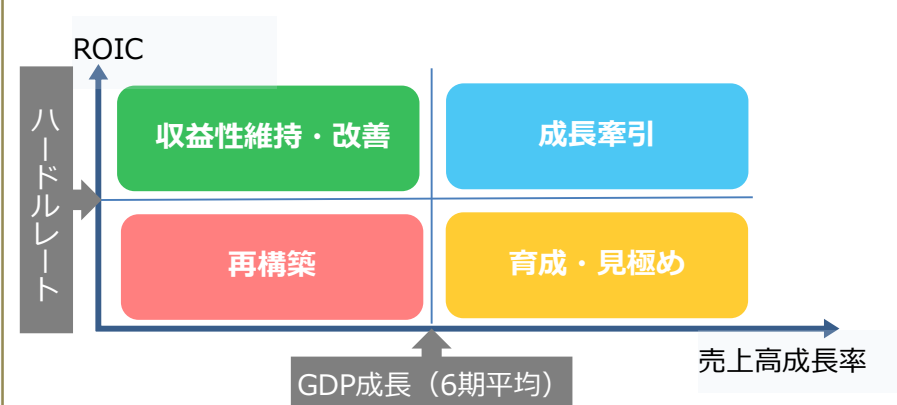 ROIC
ハードルレート
収益性維持・改善
成長牽引
再構築
育成・見極め
売上高成長率
GDP成長（6期平均）